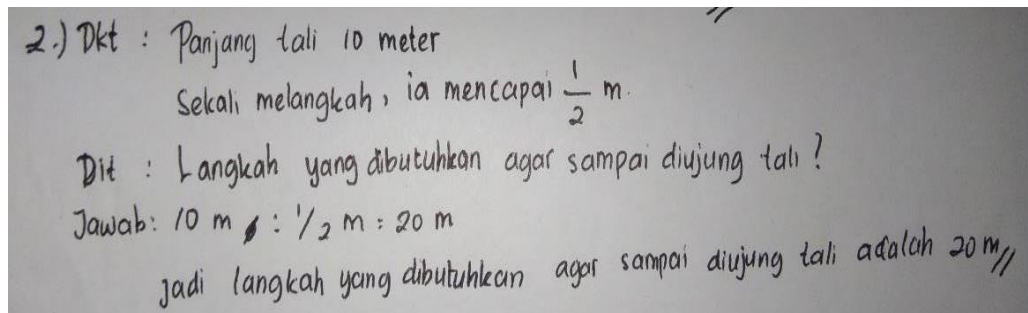 2.) Dkt : Panjang tali 10 meter
Sekali melangkah, ia mencapai 1/2 m.
Dit : Langkah yang dibutuhkan agar sampai diujung tali?
Jawab: 10 m : 1/2 m = 20 m
Jadi langkah yang dibutuhkan agar sampai diujung tali adalah 20 m//